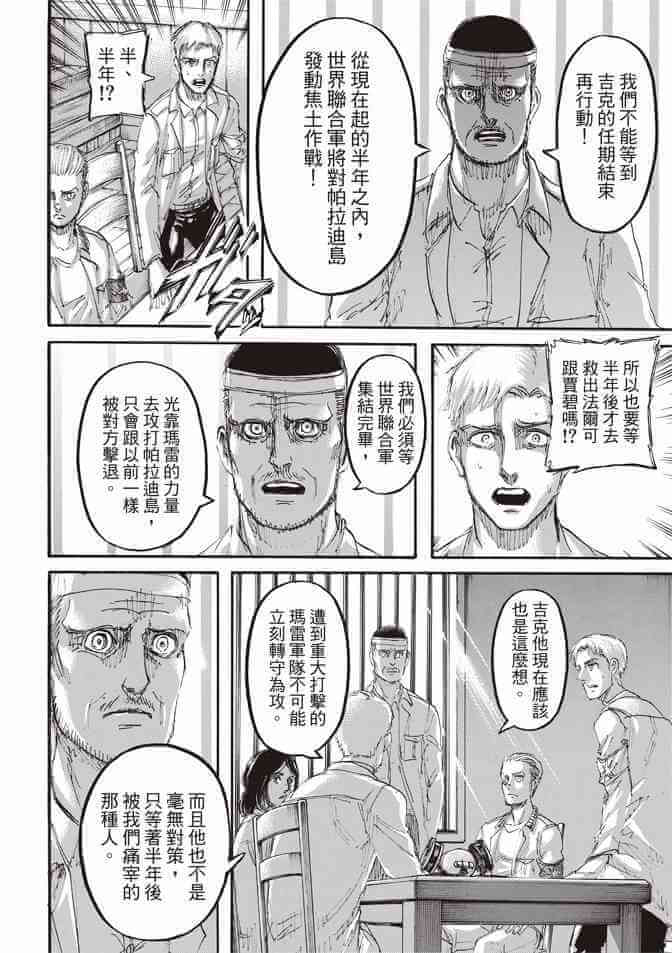 我們不能等到
吉克的任期結束
再行動！
從現在起的半年之內，
世界聯合軍將對帕拉迪島
發動焦土作戰！
半、
半年!?
ガタ
所以也要等
半年後才去
救出法爾可
跟賈碧嗎!?
我們必須等
世界聯合軍
集結完畢，
光靠瑪雷的力量
去攻打帕拉迪島，
只會跟以前一樣
被對方擊退。
吉克他現在應該
也是這麼想。
遭到重大打擊的
瑪雷軍隊不可能
立刻轉守為攻。
而且他也不是
毫無對策，
只等著半年後
被我們痛宰的
那種人。